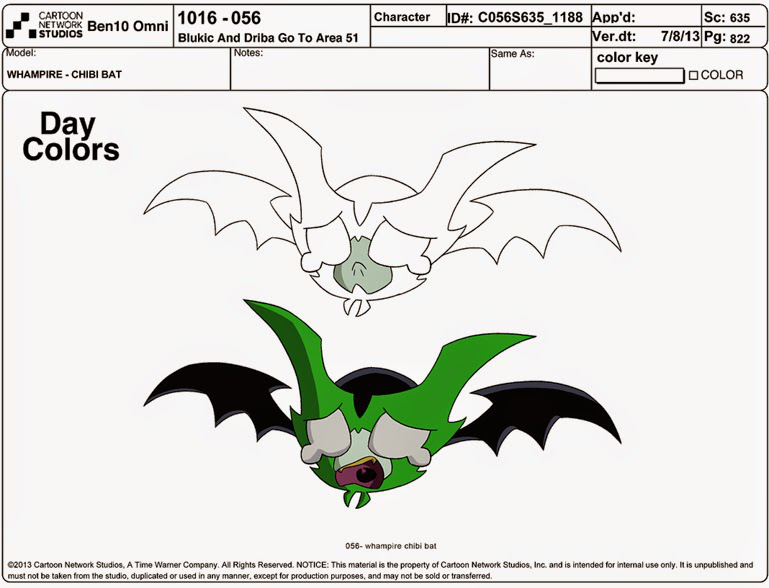 CARTOON
NETWORK
STUDIOS
Ben10 Omni
1016 - 056
Blukic And Driba Go To Area 51
Character
ID#: C056S635_1188
App'd:
Sc: 635
Ver.dt: 7/8/13
Pg: 822
Model:
WHAMPIRE - CHIBI BAT
Notes:
Same As:
color key
COLOR
Day
Colors
056- whampire chibi bat
©2013 Cartoon Network Studios, A Time Warner Company. All Rights Reserved. NOTICE: This material is the property of Cartoon Network Studios, Inc. and is intended for internal use only. It is unpublished and
must not be taken from the studio, duplicated or used in any manner, except for production purposes, and may not be sold or transferred.